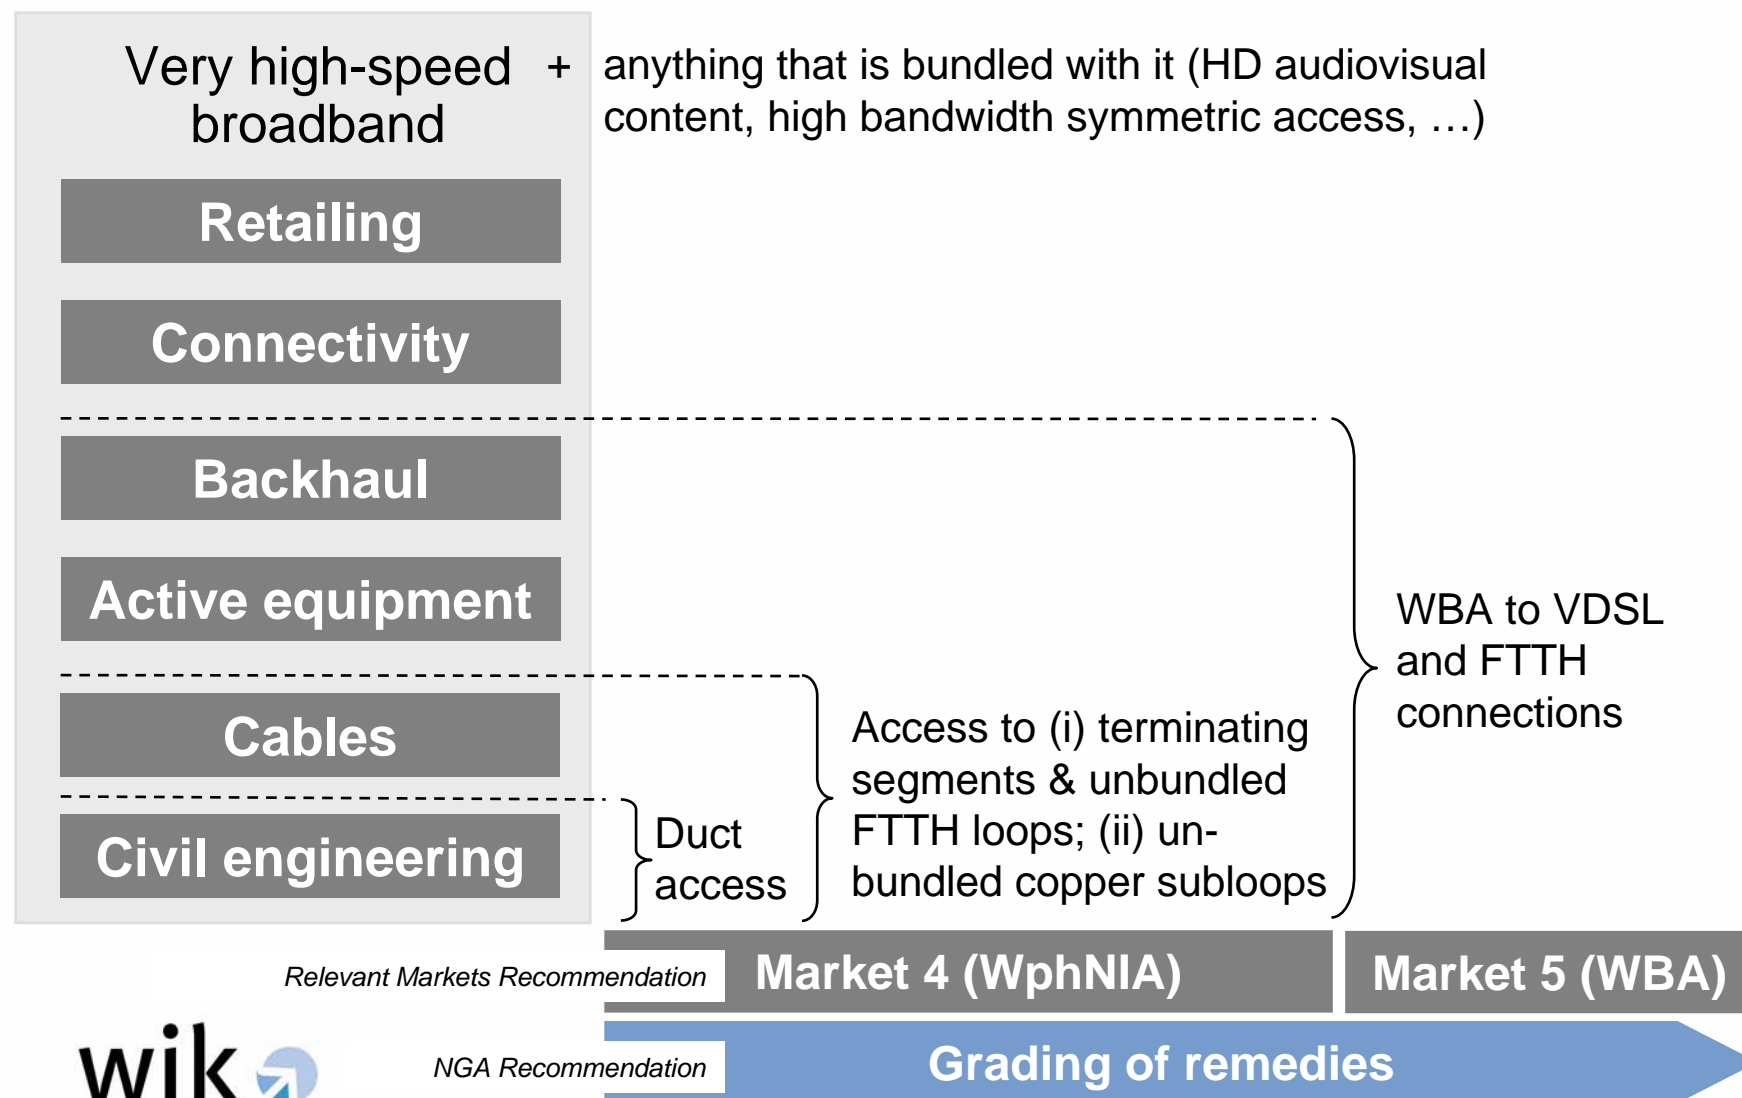 Very high-speed + anything that is bundled with it (HD audiovisual
broadband content, high bandwidth symmetric access, …)
Retailing
Connectivity
Backhaul
Active equipment
Cables
Civil engineering
Duct
access
Access to (i) terminating
segments & unbundled
FTTH loops; (ii) un-
bundled copper subloops
WBA to VDSL
and FTTH
connections
Relevant Markets Recommendation
Market 4 (WphNIA)
Market 5 (WBA)
wik
NGA Recommendation
Grading of remedies